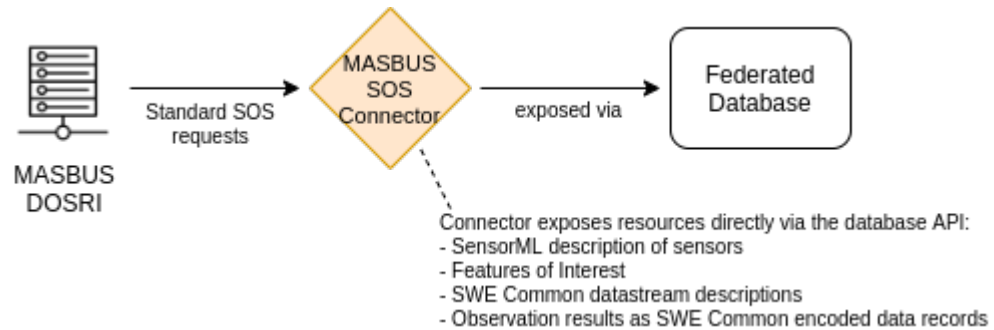 MASBUS
DOSRI
Standard SOS
requests
MASBUS
SOS
Connector
exposed via
Federated
Database
Connector exposes resources directly via the database API:
- SensorML description of sensors
- Features of Interest
- SWE Common datastream descriptions
- Observation results as SWE Common encoded data records